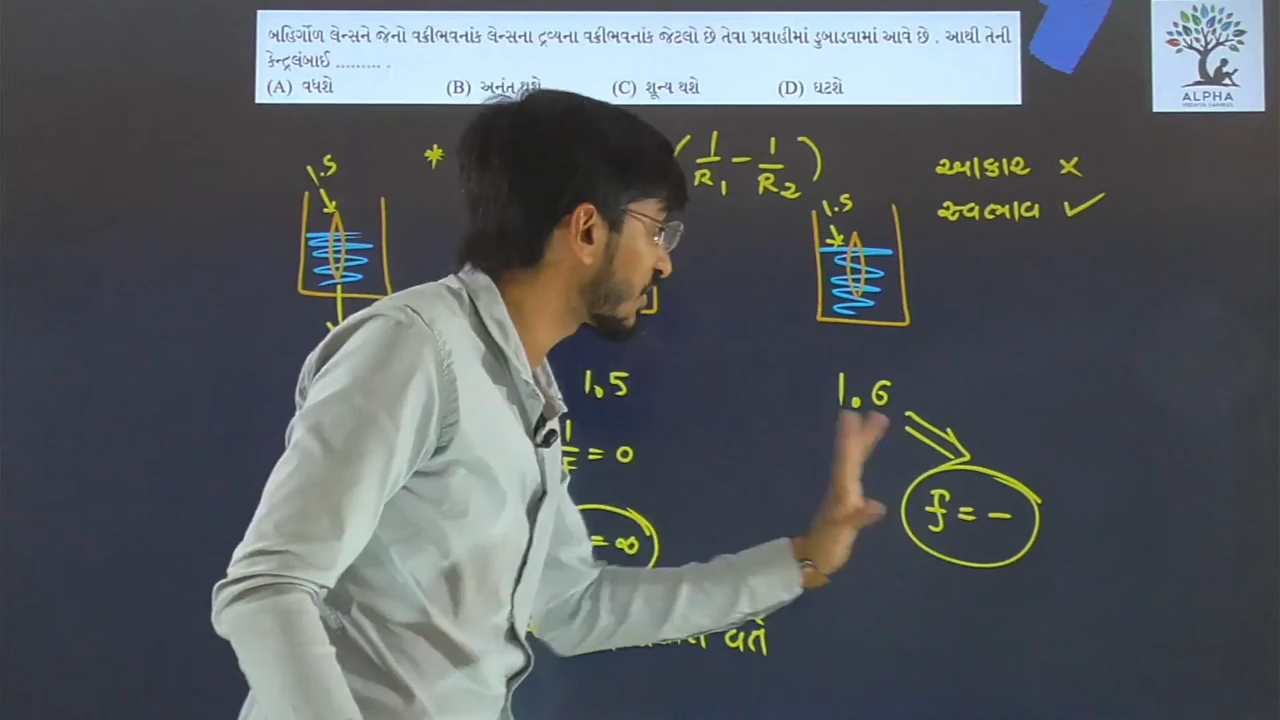 બહિર્ગોળ લેન્સને જેનો વક્રીભવનાંક લેન્સના દ્રવ્યના વક્રીભવનાંક જેટલો છે તેવા પ્રવાહીમાં ડુબાડવામાં આવે છે . આથી તેની
કેન્દ્રલંબાઈ ......... .
(A) વધશે (B) અનંત થશે (C) શૂન્ય થશે (D) ઘટશે
ALPHA
* ( 1/R1 - 1/R2 )
આકાર ×
સ્વભાવ ✓
1.5
1.5
1.5
1.6
= 0
f = -
= ∞
વર્તે